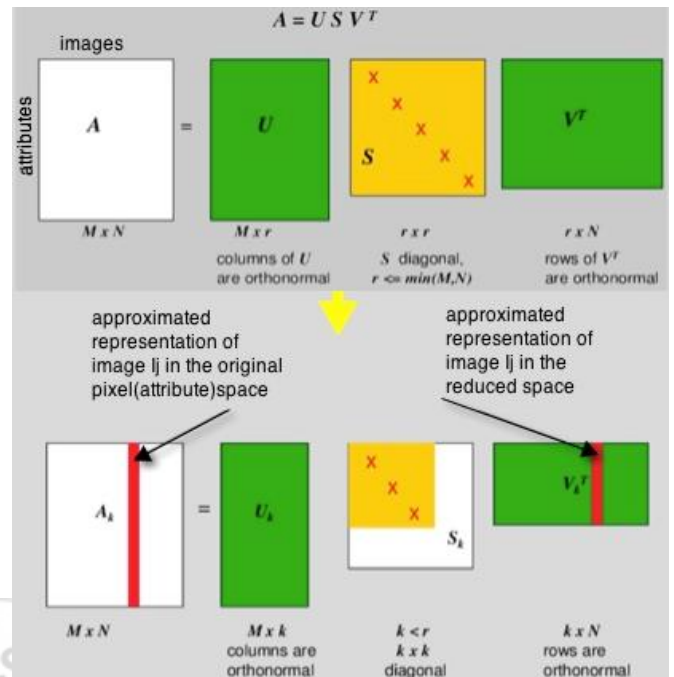 A = U S V^T
images
attributes
A
=
U
S
X
X
X
X
X
V^T
M x N
M x r
r x r
r x N
columns of U
are orthonormal
S diagonal,
r <= min(M,N)
rows of V^T
are orthonormal
approximated
representation of
image Ij in the original
pixel(attribute)space
approximated
representation of
image Ij in the
reduced space
A_k
=
U_k
X
X
X
S_k
V_k^T
M x N
M x k
columns are
orthonormal
k < r
k x k
diagonal
k x N
rows are
orthonormal